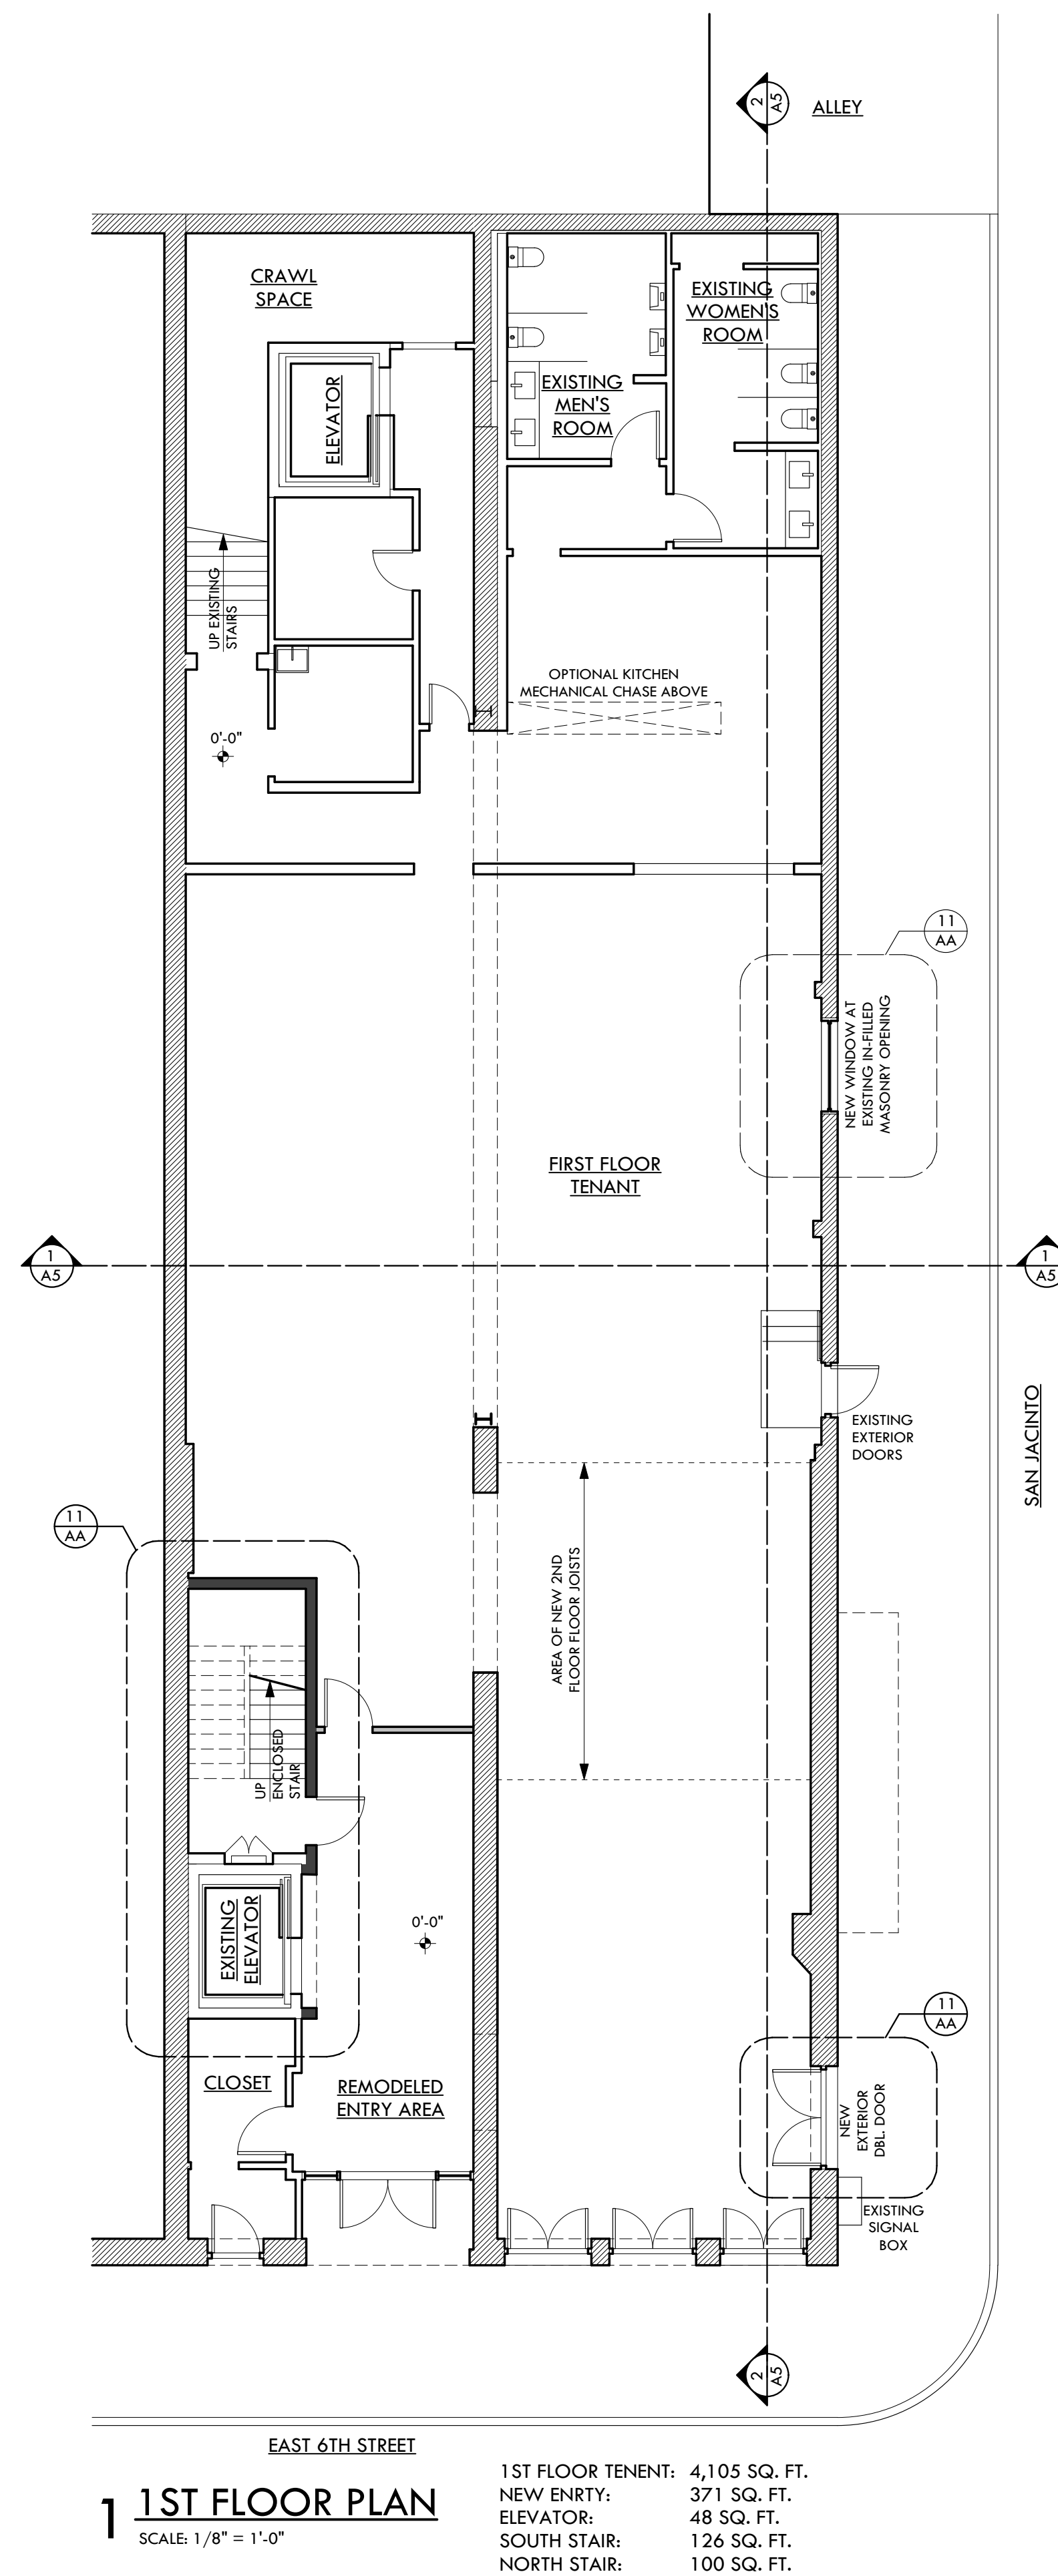 2
A5
ALLEY
CRAWL
SPACE
ELEVATOR
EXISTING
WOMEN'S
ROOM
EXISTING
MEN'S
ROOM
UP EXISTING
STAIRS
OPTIONAL KITCHEN
MECHANICAL CHASE ABOVE
0'-0"
11
AA
NEW WINDOW AT
EXISTING IN-FILLED
MASONRY OPENING
FIRST FLOOR
TENANT
1
A5
1
A5
EXISTING
EXTERIOR
DOORS
SAN JACINTO
11
AA
AREA OF NEW 2ND
FLOOR FLOOR JOISTS
UP
ENCLOSED
STAIR
EXISTING
ELEVATOR
0'-0"
11
AA
CLOSET
REMODELED
ENTRY AREA
NEW
EXTERIOR
DBL. DOOR
EXISTING
SIGNAL
BOX
2
A5
EAST 6TH STREET
1 1ST FLOOR PLAN
SCALE: 1/8" = 1'-0"
1ST FLOOR TENENT: 4,105 SQ. FT.
NEW ENRTY: 371 SQ. FT.
ELEVATOR: 48 SQ. FT.
SOUTH STAIR: 126 SQ. FT.
NORTH STAIR: 100 SQ. FT.